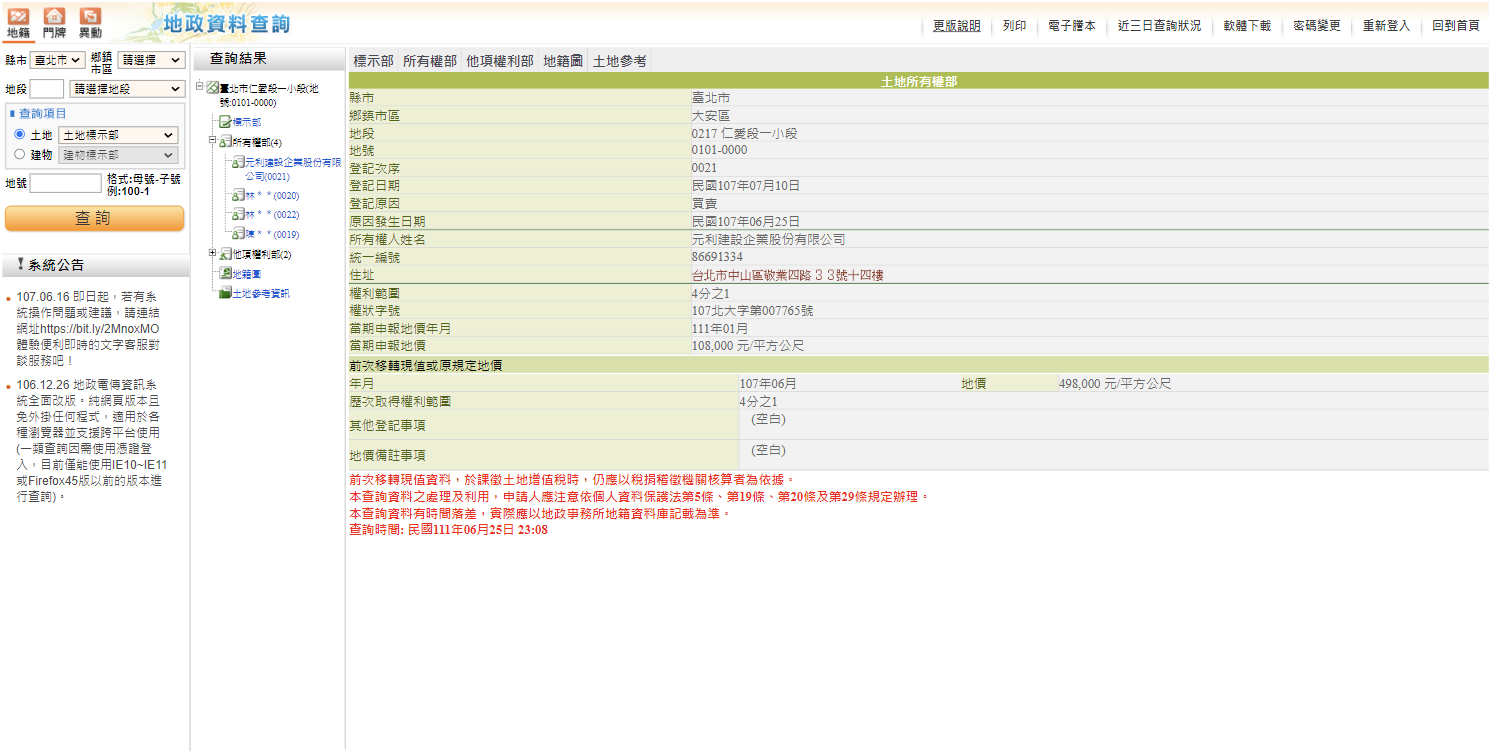 地籍 門牌 異動
地政資料查詢
更版說明 列印 電子謄本 近三日查詢狀況 軟體下載 密碼變更 重新登入 回到首頁
縣市 臺北市 鄉鎮市區 請選擇
地段 請選擇地段
查詢項目
土地 土地標示部
建物 建物標示部
地號 格式:母號-子號
例:100-1
查 詢
系統公告
107.06.16 即日起，若有系
統操作問題或建議，請連結
網址https://bit.ly/2MnoxMO
體驗便利即時的文字客服對
談服務吧！
106.12.26 地政電傳資訊系
統全面改版。純網頁版本且
免外掛任何程式，適用於各
種瀏覽器並支援跨平台使用
(一類查詢因需使用憑證登
入，目前僅能使用IE10~IE11
或Firefox45版以前的版本進
行查詢)。
查詢結果
臺北市仁愛段一小段(地
號:0101-0000)
標示部
所有權部(4)
元利建設企業股份有限
公司(0021)
林＊＊(0020)
林＊＊(0022)
陳＊＊(0019)
他項權利部(2)
地籍圖
土地參考資訊
標示部 所有權部 他項權利部 地籍圖 土地參考
土地所有權部
縣市 臺北市
鄉鎮市區 大安區
地段 0217 仁愛段一小段
地號 0101-0000
登記次序 0021
登記日期 民國107年07月10日
登記原因 買賣
原因發生日期 民國107年06月25日
所有權人姓名 元利建設企業股份有限公司
統一編號 86691334
住址 台北市中山區敬業四路３３號十四樓
權利範圍 4分之1
權狀字號 107北大字第007765號
當期申報地價年月 111年01月
當期申報地價 108,000 元/平方公尺
前次移轉現值或原規定地價
年月 107年06月 地價 498,000 元/平方公尺
歷次取得權利範圍 4分之1
其他登記事項 (空白)
地價備註事項 (空白)
前次移轉現值資料，於課徵土地增值稅時，仍應以稅捐稽徵機關核算者為依據。
本查詢資料之處理及利用，申請人應注意依個人資料保護法第5條、第19條、第20條及第29條規定辦理。
本查詢資料有時間落差，實際應以地政事務所地籍資料庫記載為準。
查詢時間: 民國111年06月25日 23:08